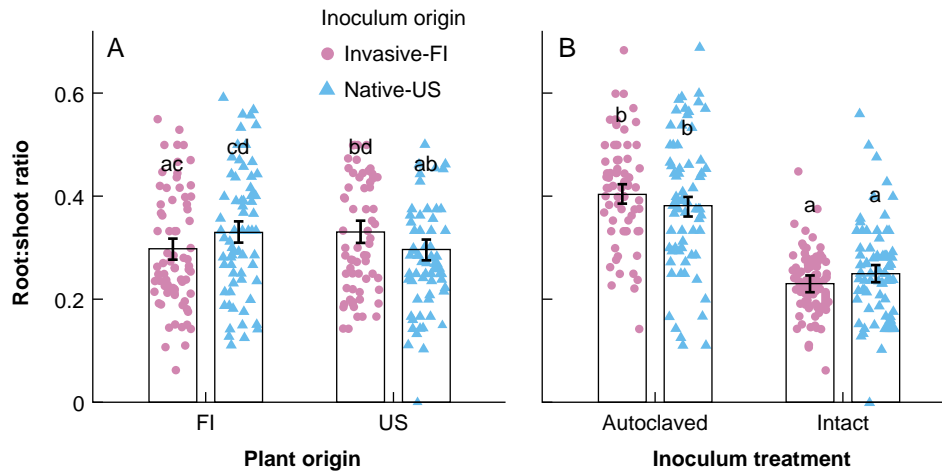 Inoculum origin
Invasive-FI
Native-US
A
B
Root:shoot ratio
0.6
0.4
0.2
0
ac
cd
bd
ab
b
b
a
a
FI
US
Autoclaved
Intact
Plant origin
Inoculum treatment